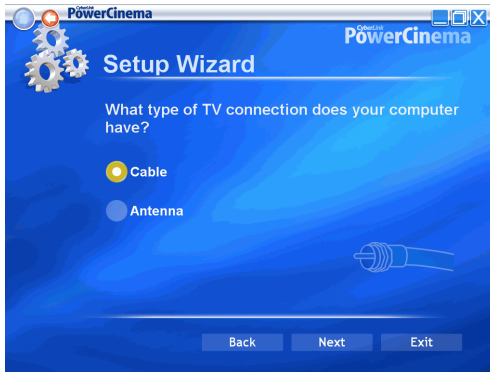 CyberLink
PowerCinema
CyberLink
PowerCinema
Setup Wizard
What type of TV connection does your computer
have?
Cable
Antenna
Back Next Exit